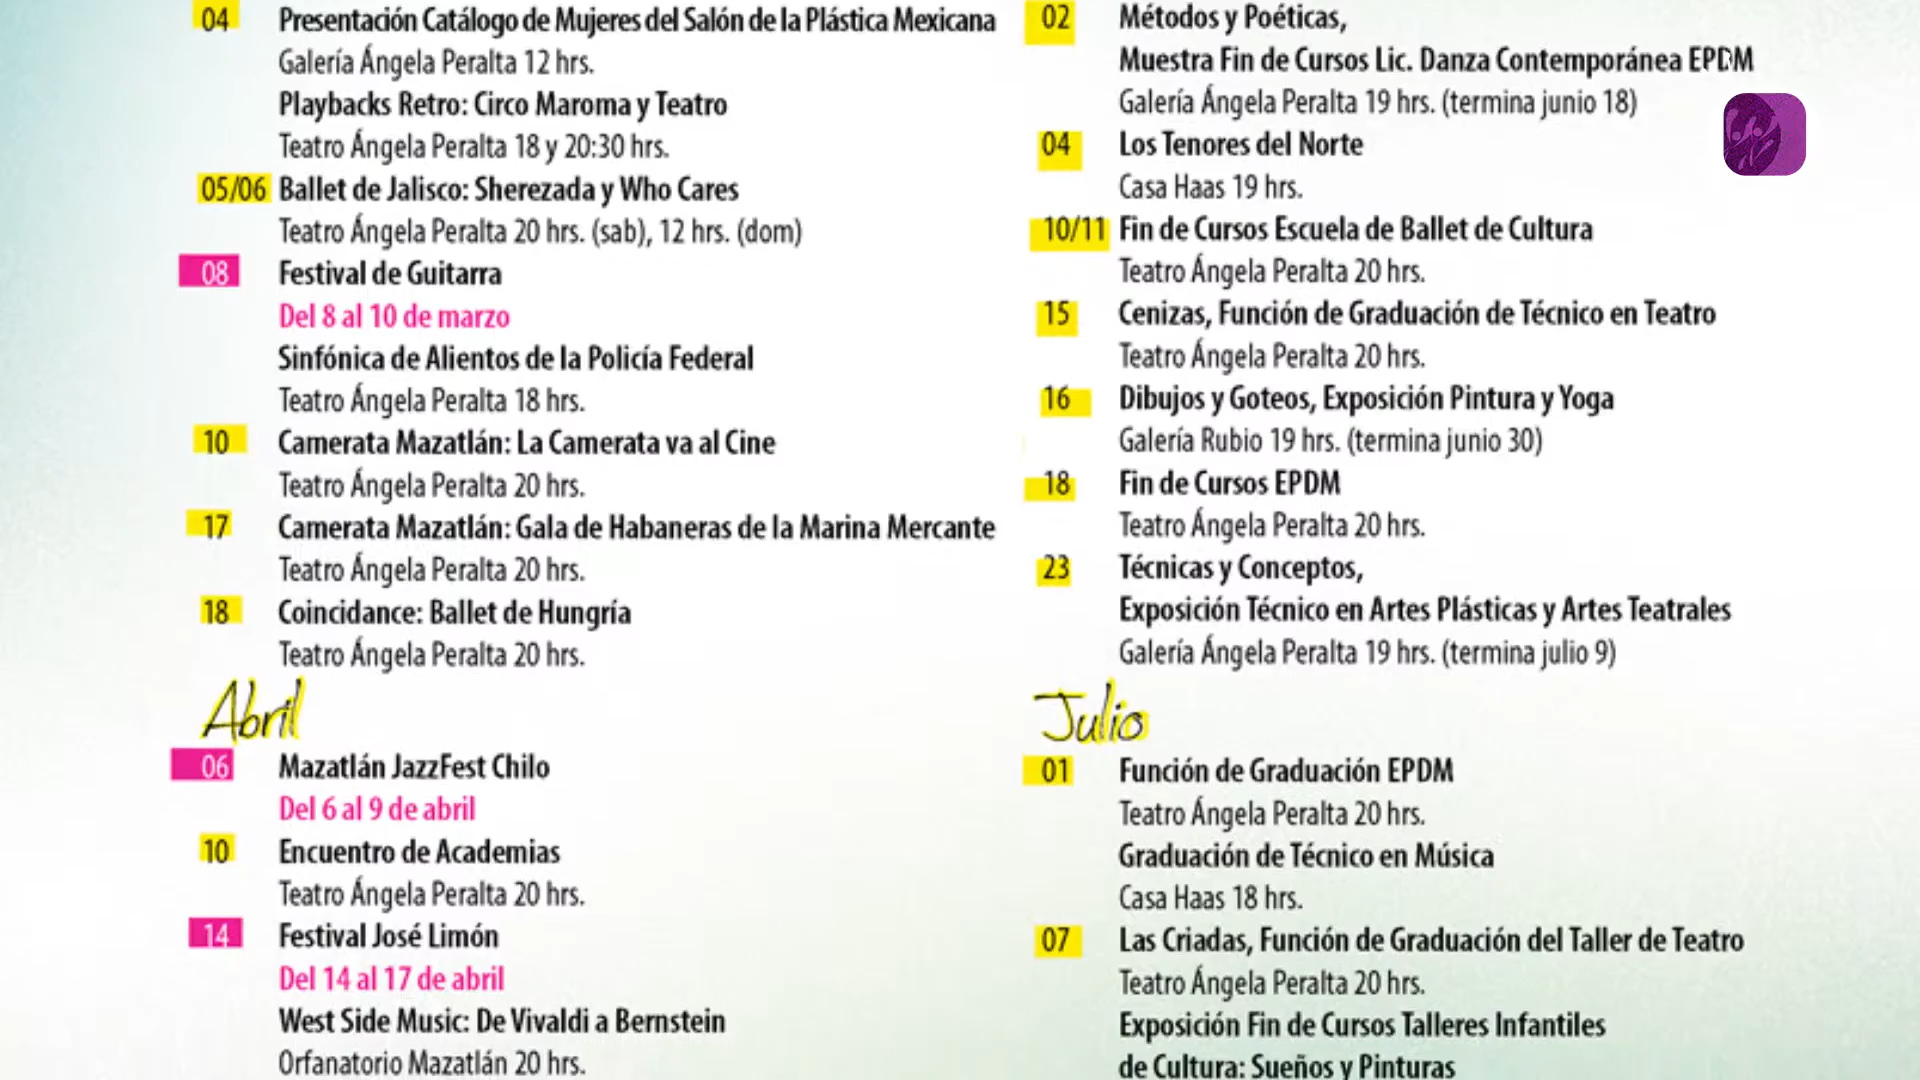 04 Presentación Catálogo de Mujeres del Salón de la Plástica Mexicana
Galería Ángela Peralta 12 hrs.
Playbacks Retro: Circo Maroma y Teatro
Teatro Ángela Peralta 18 y 20:30 hrs.
05/06 Ballet de Jalisco: Sherezada y Who Cares
Teatro Ángela Peralta 20 hrs. (sab), 12 hrs. (dom)
08 Festival de Guitarra
Del 8 al 10 de marzo
Sinfónica de Alientos de la Policía Federal
Teatro Ángela Peralta 18 hrs.
10 Camerata Mazatlán: La Camerata va al Cine
Teatro Ángela Peralta 20 hrs.
17 Camerata Mazatlán: Gala de Habaneras de la Marina Mercante
Teatro Ángela Peralta 20 hrs.
18 Coincidance: Ballet de Hungría
Teatro Ángela Peralta 20 hrs.
Abril
06 Mazatlán JazzFest Chilo
Del 6 al 9 de abril
10 Encuentro de Academias
Teatro Ángela Peralta 20 hrs.
14 Festival José Limón
Del 14 al 17 de abril
West Side Music: De Vivaldi a Bernstein
Orfanatorio Mazatlán 20 hrs.
02 Métodos y Poéticas,
Muestra Fin de Cursos Lic. Danza Contemporánea EPDM
Galería Ángela Peralta 19 hrs. (termina junio 18)
04 Los Tenores del Norte
Casa Haas 19 hrs.
10/11 Fin de Cursos Escuela de Ballet de Cultura
Teatro Ángela Peralta 20 hrs.
15 Cenizas, Función de Graduación de Técnico en Teatro
Teatro Ángela Peralta 20 hrs.
16 Dibujos y Goteos, Exposición Pintura y Yoga
Galería Rubio 19 hrs. (termina junio 30)
18 Fin de Cursos EPDM
Teatro Ángela Peralta 20 hrs.
23 Técnicas y Conceptos,
Exposición Técnico en Artes Plásticas y Artes Teatrales
Galería Ángela Peralta 19 hrs. (termina julio 9)
Julio
01 Función de Graduación EPDM
Teatro Ángela Peralta 20 hrs.
Graduación de Técnico en Música
Casa Haas 18 hrs.
07 Las Criadas, Función de Graduación del Taller de Teatro
Teatro Ángela Peralta 20 hrs.
Exposición Fin de Cursos Talleres Infantiles
de Cultura: Sueños y Pinturas